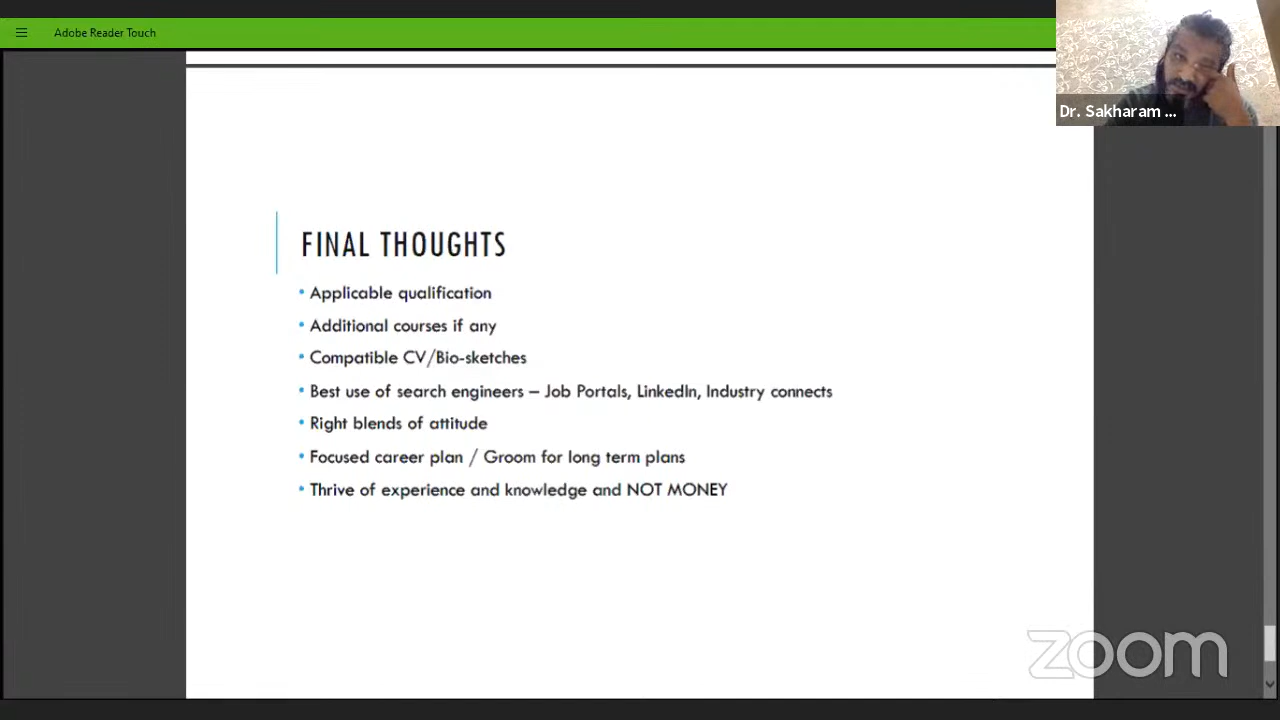 Adobe Reader Touch
Dr. Sakharam ...
FINAL THOUGHTS
• Applicable qualification
• Additional courses if any
• Compatible CV/Bio-sketches
• Best use of search engineers – Job Portals, LinkedIn, Industry connects
• Right blends of attitude
• Focused career plan / Groom for long term plans
• Thrive of experience and knowledge and NOT MONEY
zoom